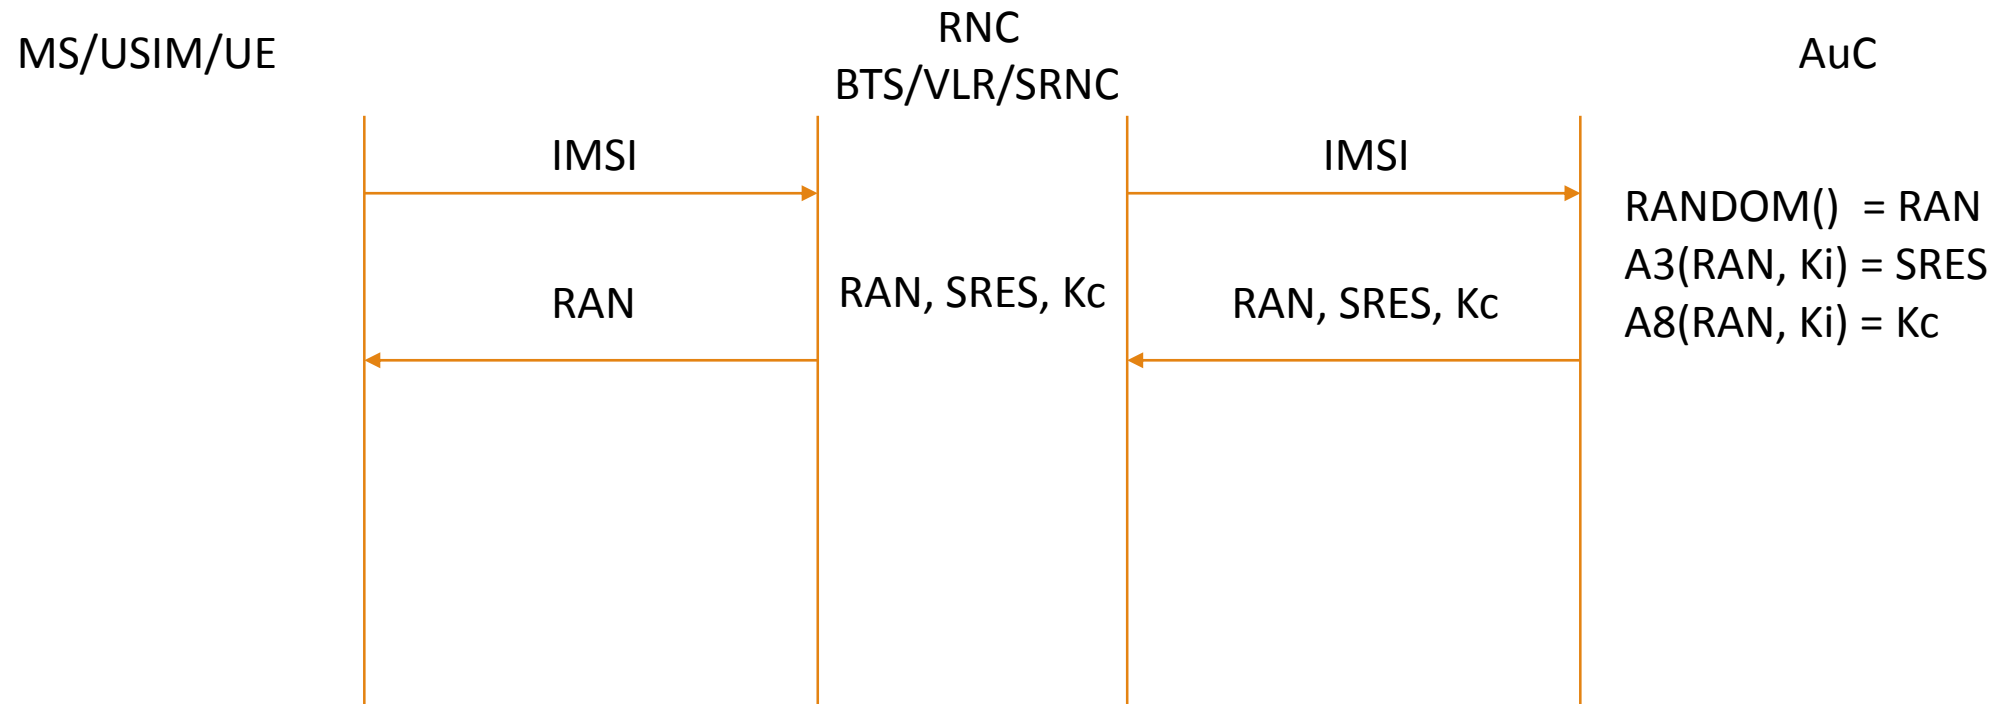 MS/USIM/UE
RNC
BTS/VLR/SRNC
AuC
IMSI
IMSI
RANDOM()  = RAN
A3(RAN, Ki) = SRES
A8(RAN, Ki) = Kc
RAN
RAN, SRES, Kc
RAN, SRES, Kc